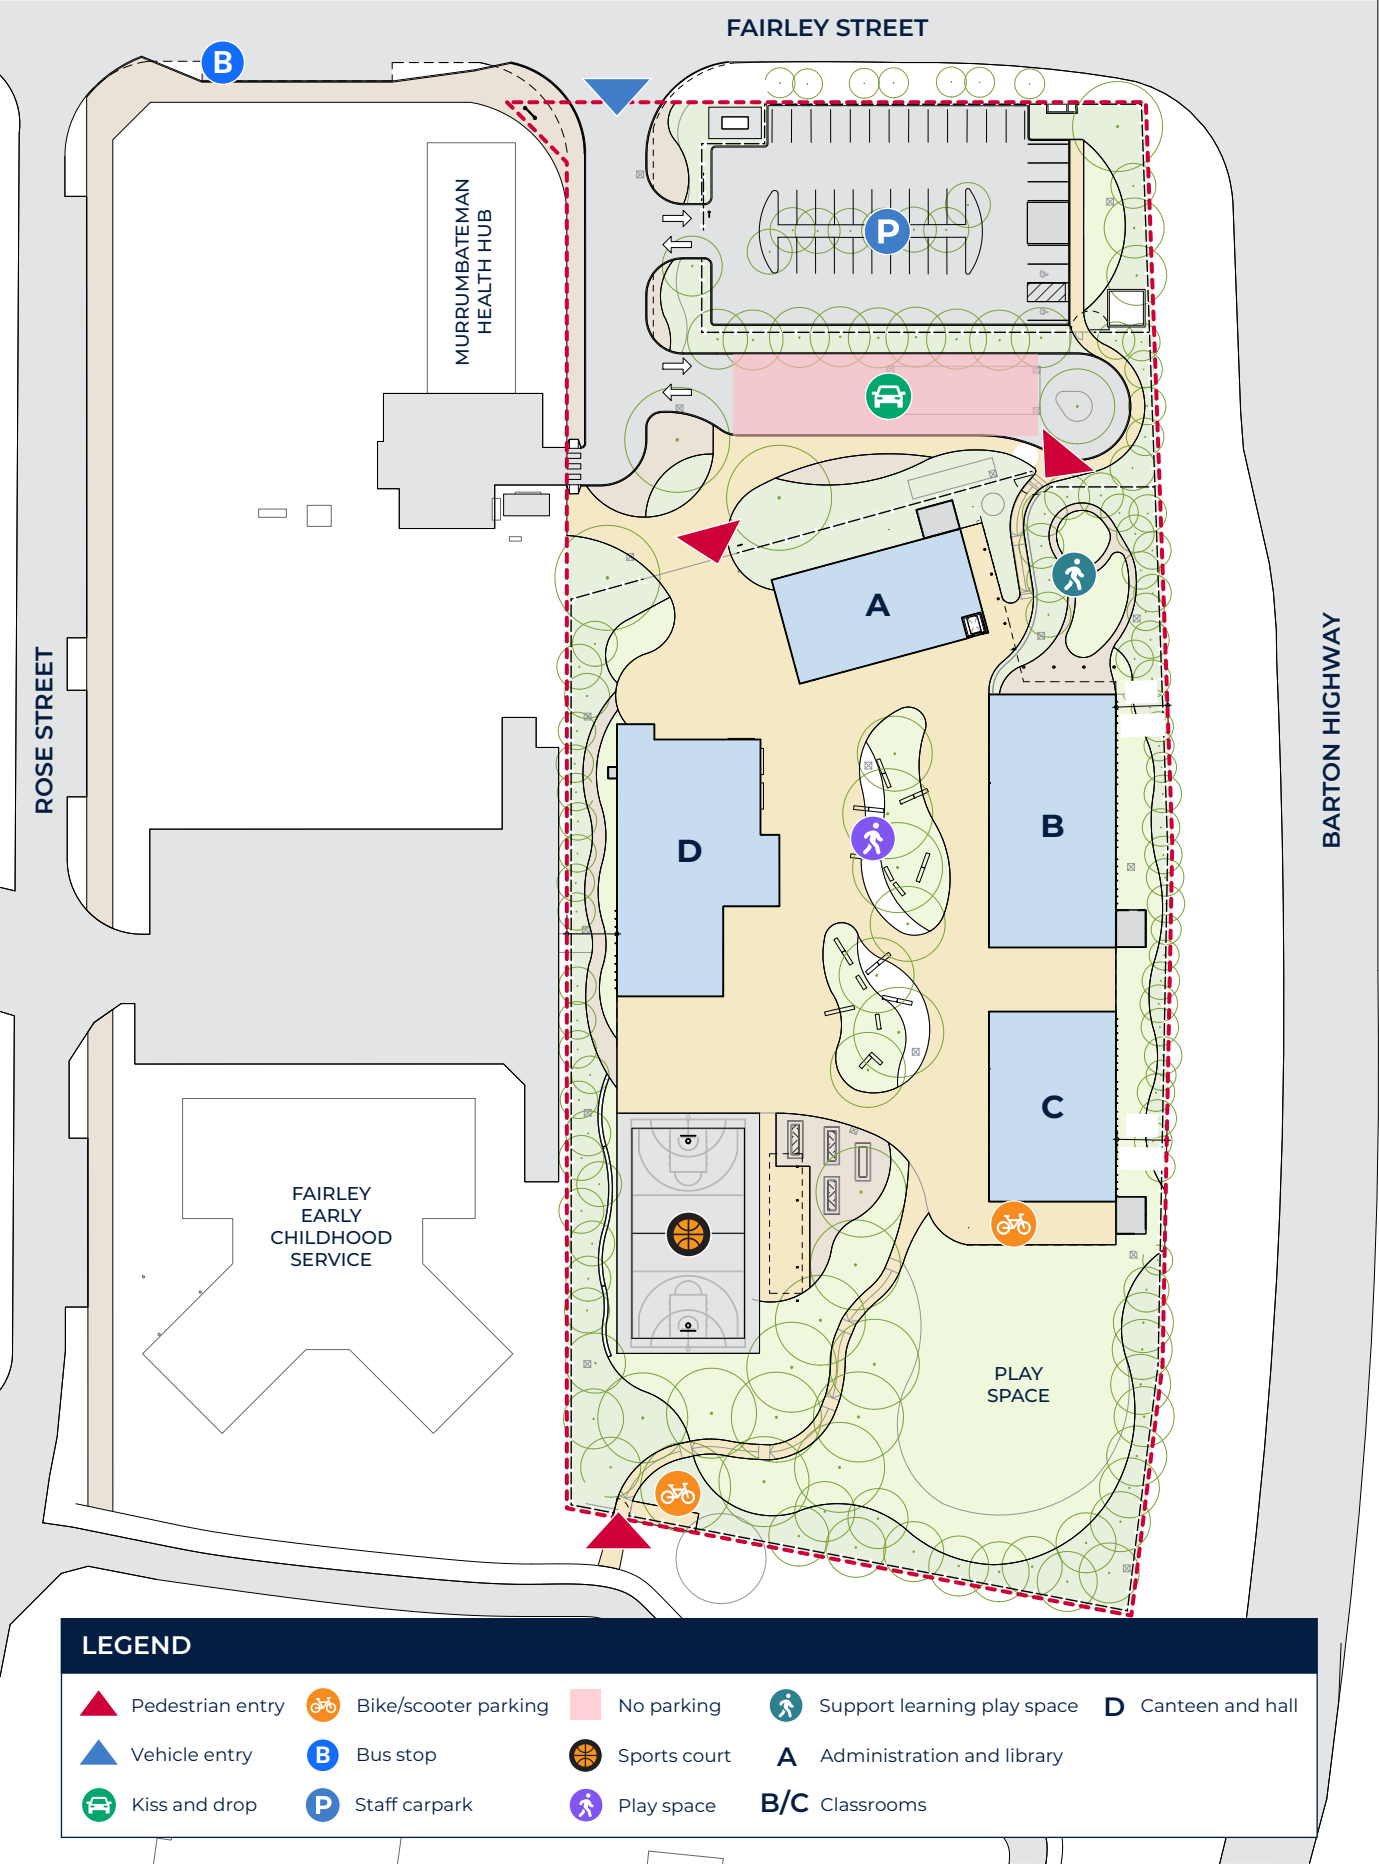 FAIRLEY STREET
B
P
MURRUMBATEMAN
HEALTH HUB
A
ROSE STREET
BARTON HIGHWAY
B
D
C
FAIRLEY
EARLY
CHILDHOOD
SERVICE
PLAY
SPACE
LEGEND
Pedestrian entry
Bike/scooter parking
No parking
Support learning play space
D Canteen and hall
Vehicle entry
B Bus stop
Sports court
A Administration and library
Kiss and drop
P Staff carpark
Play space
B/C Classrooms